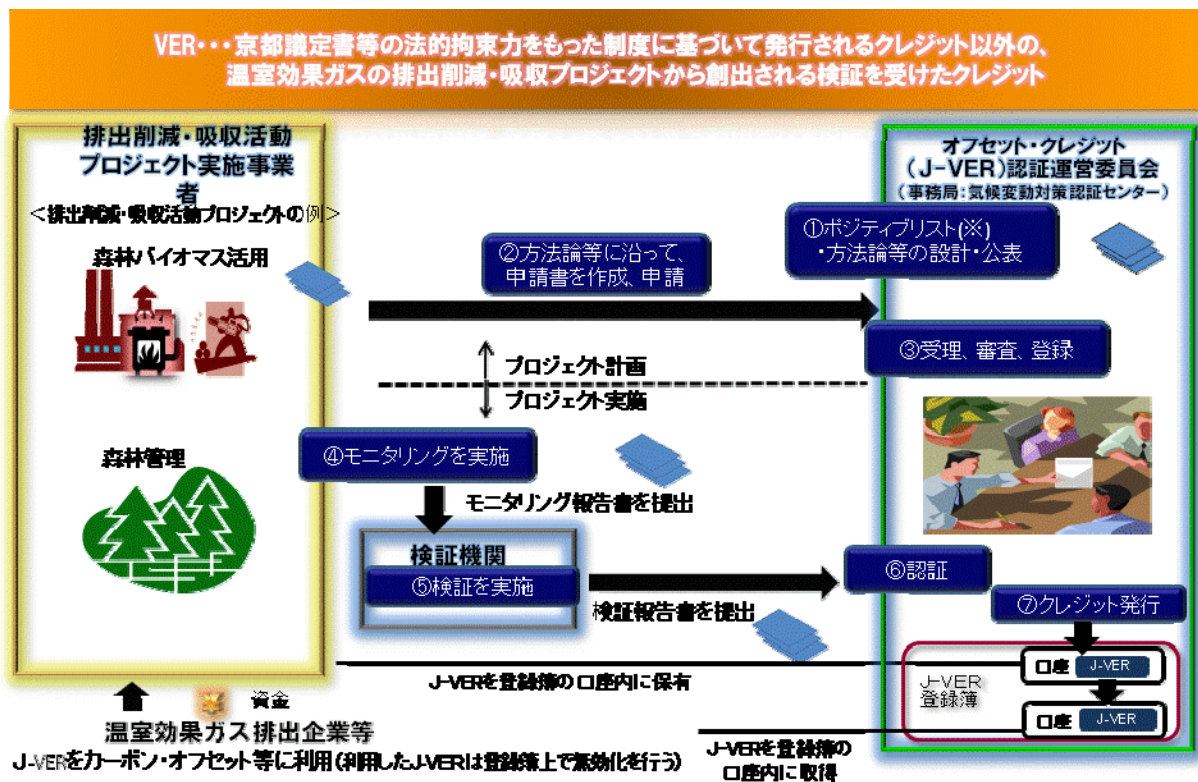 VER・・・京都議定書等の法的拘束力をもった制度に基づいて発行されるクレジット以外の、
温室効果ガスの排出削減・吸収プロジェクトから創出される検証を受けたクレジット
排出削減・吸収活動
プロジェクト実施事業
者
＜排出削減・吸収活動プロジェクトの例＞
森林バイオマス活用
森林管理
②方法論等に沿って、
申請書を作成、申請
プロジェクト計画
プロジェクト実施
④モニタリングを実施
モニタリング報告書を提出
検証機関
⑤検証を実施
検証報告書を提出
オフセット・クレジット
（J-VER）認証運営委員会
（事務局：気候変動対策認証センター）
①ポジティブリスト(※)
・方法論等の設計・公表
③受理、審査、登録
⑥認証
⑦クレジット発行
J-VER
登録簿
口座 J-VER
口座 J-VER
J-VERを登録簿の口座内に保有
資金
温室効果ガス排出企業等
J-VERをカーボン・オフセット等に利用（利用したJ-VERは登録簿上で無効化を行う）
J-VERを登録簿の
口座内に取得